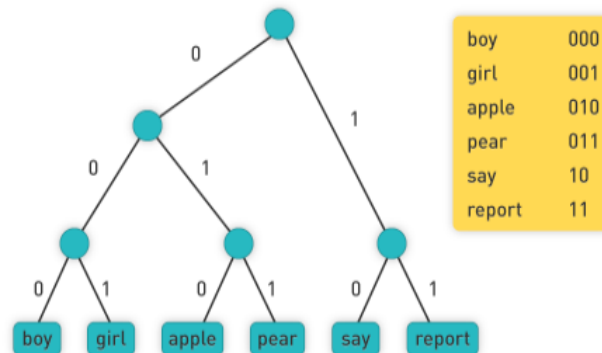 0
1
0
1
0
1
0
1
0
1
boy
girl
apple
pear
say
report
boy 000
girl 001
apple 010
pear 011
say 10
report 11